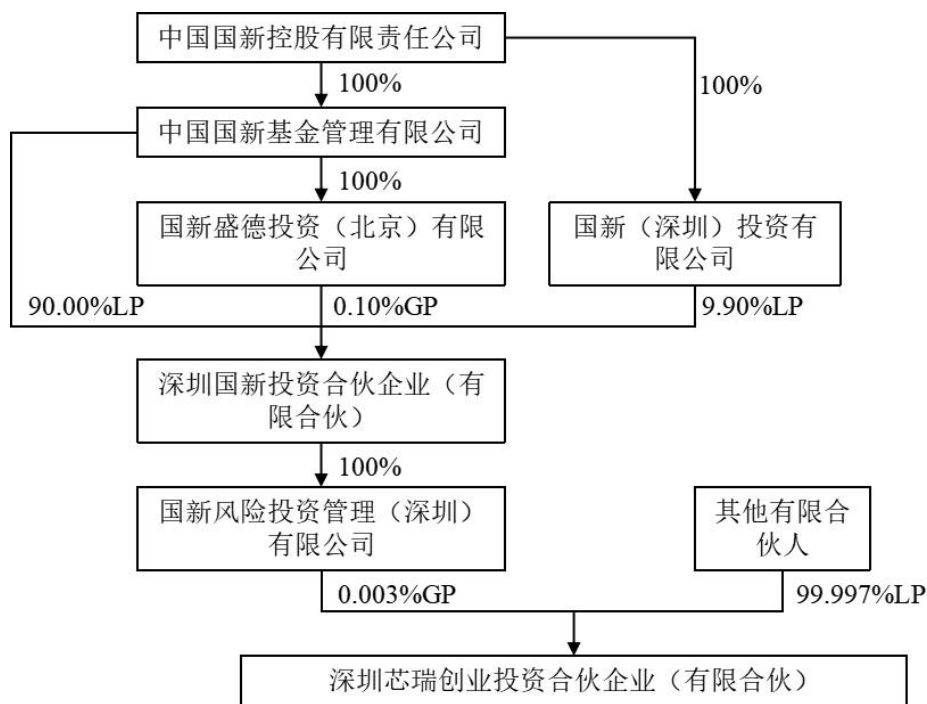 中国国新控股有限责任公司
100%
100%
中国国新基金管理有限公司
100%
国新盛德投资（北京）有限
公司
国新（深圳）投资有
限公司
90.00%LP
0.10%GP
9.90%LP
深圳国新投资合伙企业（有
限合伙）
100%
国新风险投资管理（深圳）
有限公司
其他有限合
伙人
0.003%GP
99.997%LP
深圳芯瑞创业投资合伙企业（有限合伙）